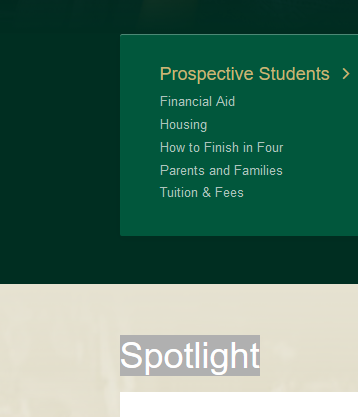 Prospective Students
Financial Aid
Housing
How to Finish in Four
Parents and Families
Tuition & Fees
Spotlight